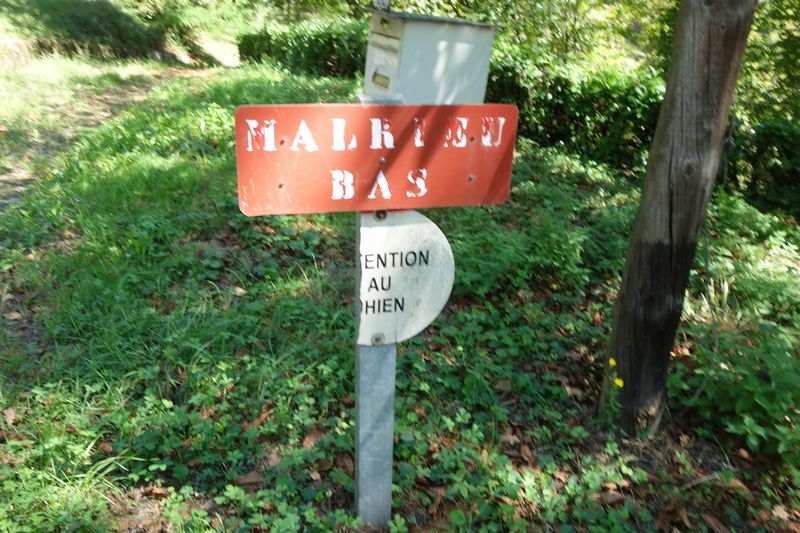 MALRIEU
BAS
TENTION
AU
HIEN